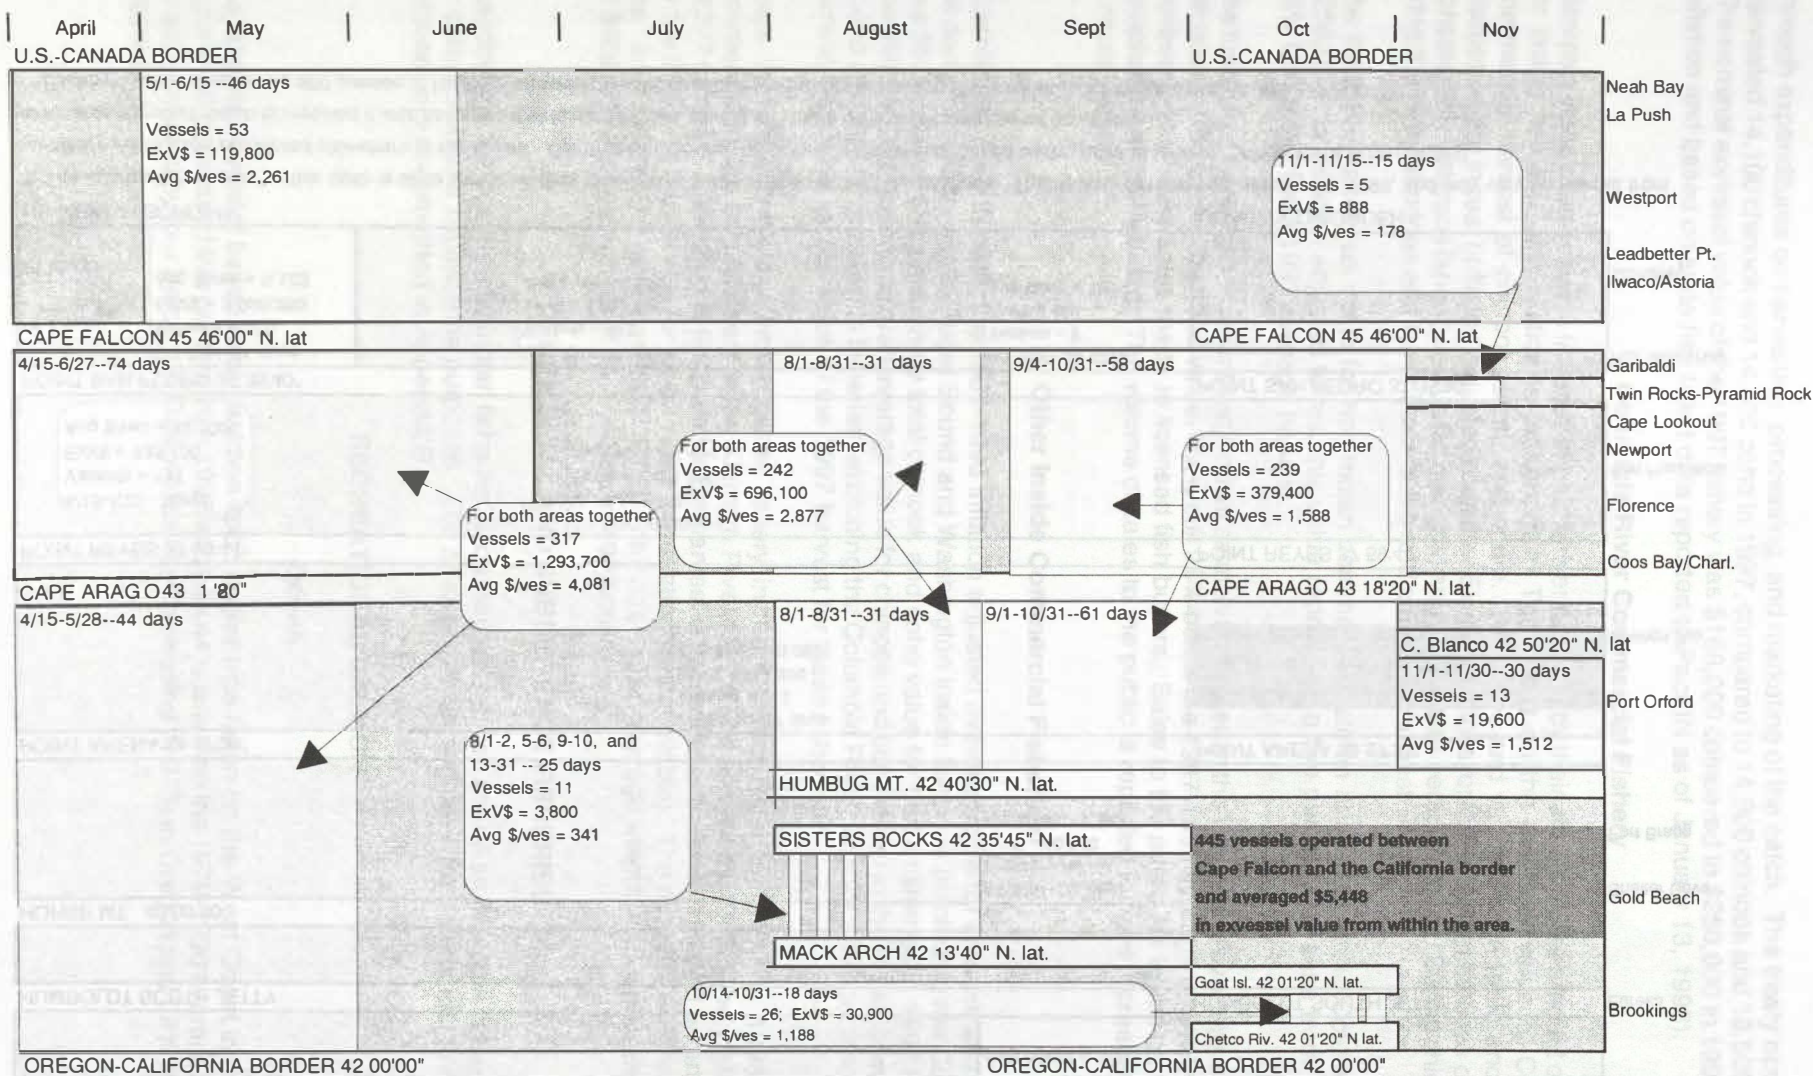 April May June July August Sept Oct Nov
U.S.-CANADA BORDER U.S.-CANADA BORDER
5/1-6/15 --46 days
Vessels = 53
ExV$ = 119,800
Avg $/ves = 2,261
11/1-11/15--15 days
Vessels = 5
ExV$ = 888
Avg $/ves = 178
Neah Bay
La Push
Westport
Leadbetter Pt.
Ilwaco/Astoria
CAPE FALCON 45 46'00" N. lat CAPE FALCON 45 46'00" N. lat
4/15-6/27--74 days
8/1-8/31--31 days
9/4-10/31--58 days
For both areas together
Vessels = 317
ExV$ = 1,293,700
Avg $/ves = 4,081
For both areas together
Vessels = 242
ExV$ = 696,100
Avg $/ves = 2,877
For both areas together
Vessels = 239
ExV$ = 379,400
Avg $/ves = 1,588
Garibaldi
Twin Rocks-Pyramid Rock
Cape Lookout
Newport
Florence
Coos Bay/Charl.
CAPE ARAGO 43 18'20" CAPE ARAGO 43 18'20" N. lat.
4/15-5/28--44 days
8/1-8/31--31 days
9/1-10/31--61 days
C. Blanco 42 50'20" N. lat
11/1-11/30--30 days
Vessels = 13
ExV$ = 19,600
Avg $/ves = 1,512
Port Orford
8/1-2, 5-6, 9-10, and
13-31 -- 25 days
Vessels = 11
ExV$ = 3,800
Avg $/ves = 341
HUMBUG MT. 42 40'30" N. lat.
SISTERS ROCKS 42 35'45" N. lat.
445 vessels operated between
Cape Falcon and the California border
and averaged $5,448
in exvessel value from within the area.
Gold Beach
MACK ARCH 42 13'40" N. lat.
10/14-10/31--18 days
Vessels = 26; ExV$ = 30,900
Avg $/ves = 1,188
Goat Isl. 42 01'20" N. lat.
Chetco Riv. 42 01'20" N lat.
Brookings
OREGON-CALIFORNIA BORDER 42 00'00" OREGON-CALIFORNIA BORDER 42 00'00"